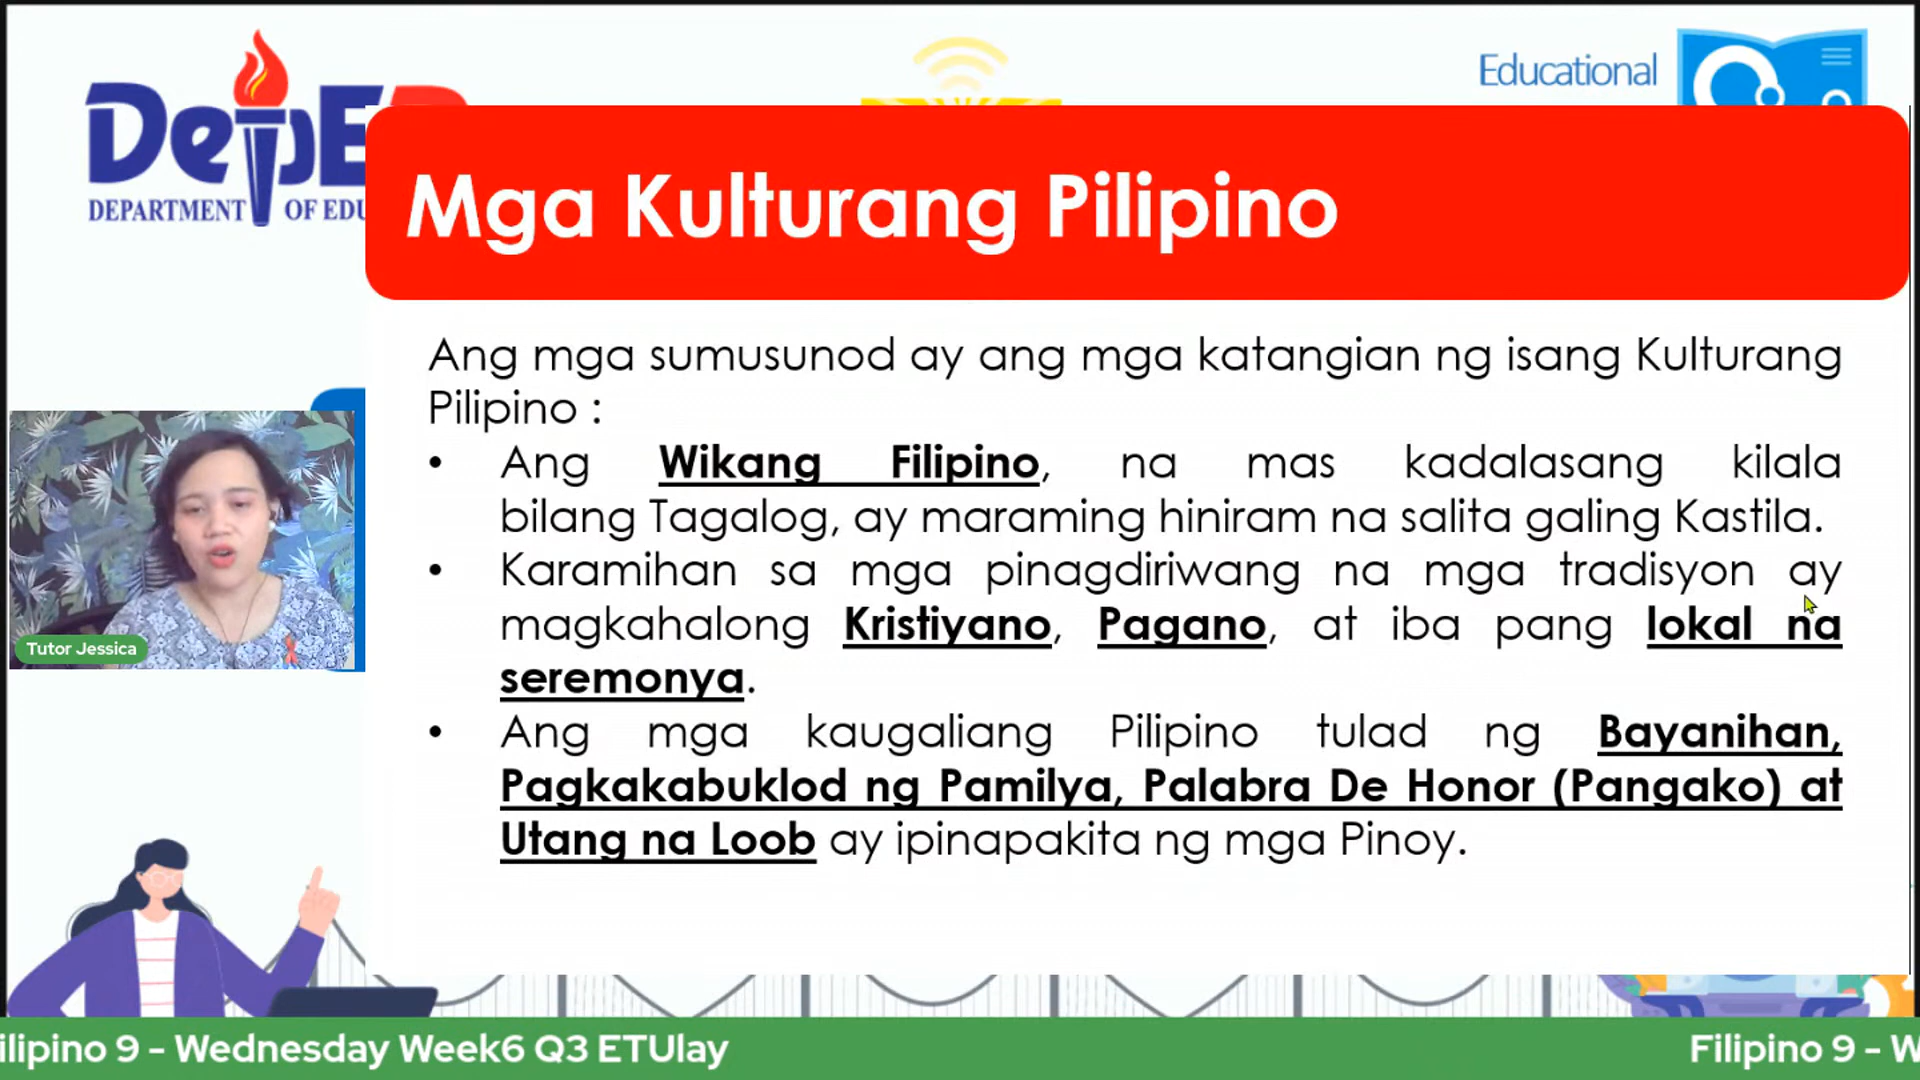 DepE
DEPARTMENT OF EDU
Educational
Mga Kulturang Pilipino
Ang mga sumusunod ay ang mga katangian ng isang Kulturang
Pilipino :
• Ang Wikang Filipino, na mas kadalasang kilala
bilang Tagalog, ay maraming hiniram na salita galing Kastila.
• Karamihan sa mga pinagdiriwang na mga tradisyon ay
magkahalong Kristiyano, Pagano, at iba pang lokal na
seremonya.
• Ang mga kaugaliang Pilipino tulad ng Bayanihan,
Pagkakabuklod ng Pamilya, Palabra De Honor (Pangako) at
Utang na Loob ay ipinapakita ng mga Pinoy.
Tutor Jessica
ilipino 9 - Wednesday Week6 Q3 ETUlay
Filipino 9 - W